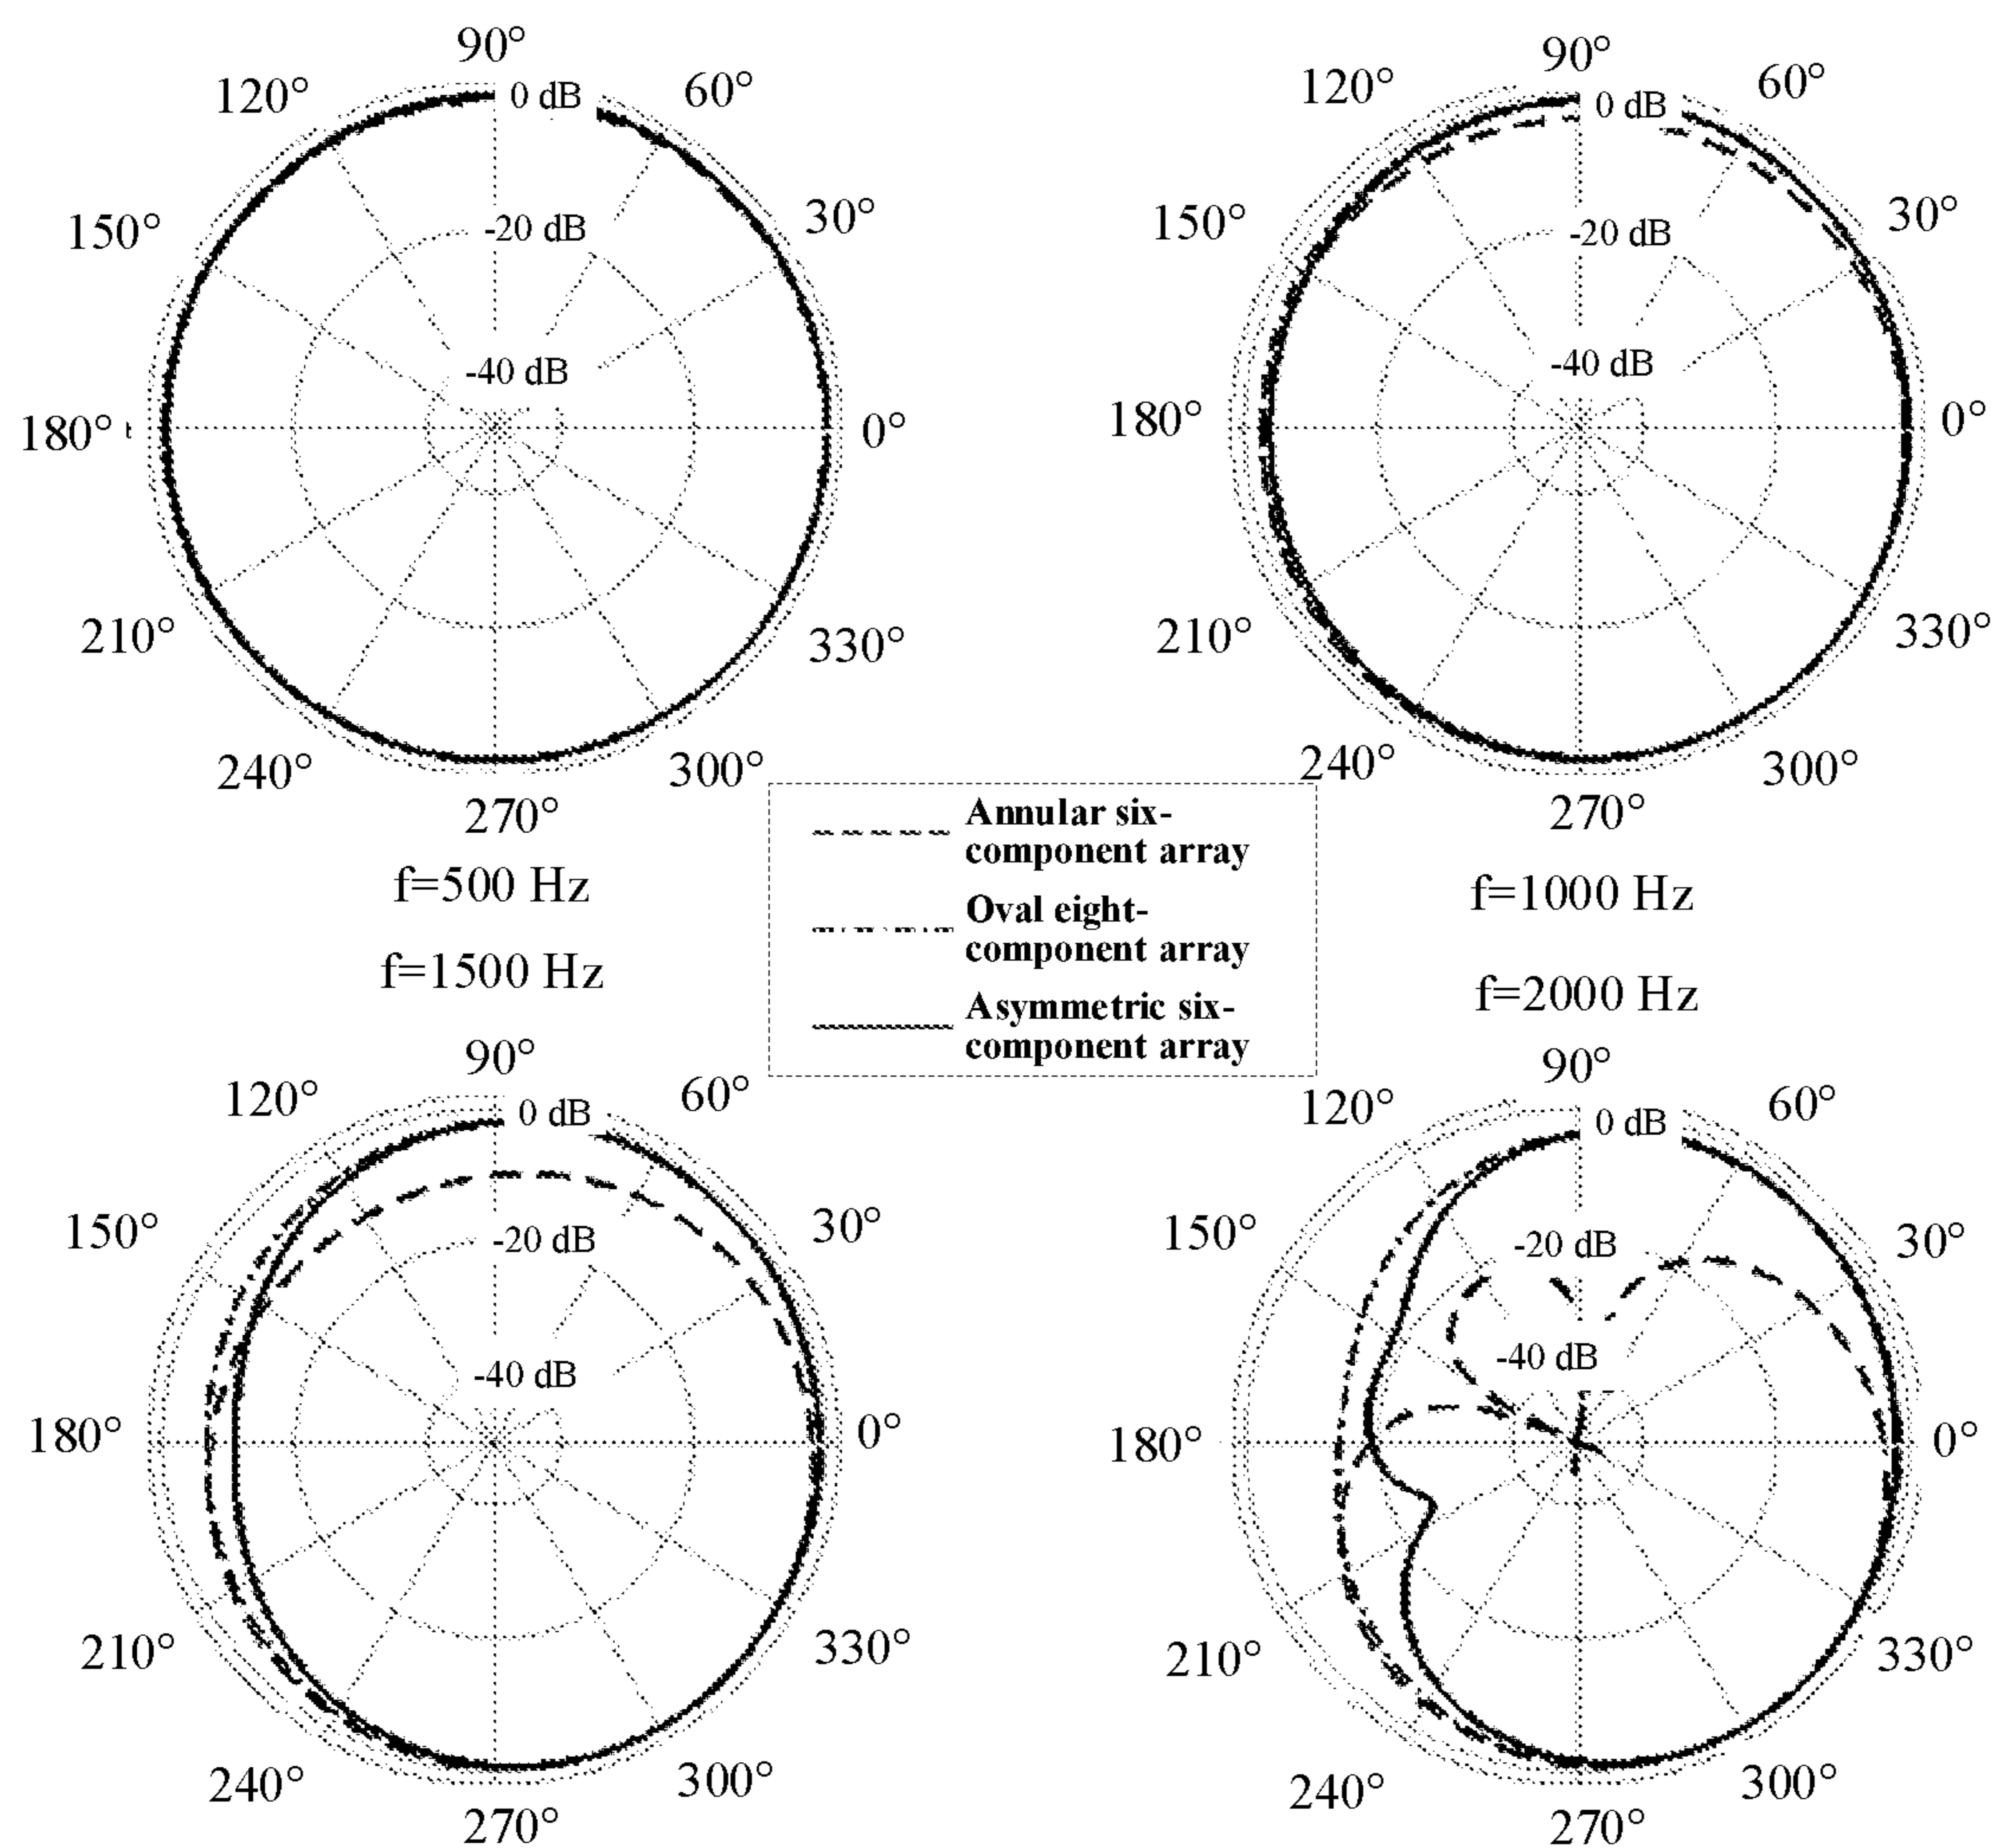 90°
120°
0 dB
60°
150°
-20 dB
30°
-40 dB
180°
0°
210°
330°
240°
300°
270°
f=500 Hz
90°
120°
0 dB
60°
150°
-20 dB
30°
-40 dB
180°
0°
210°
330°
240°
300°
270°
f=1000 Hz
Annular six-
component array
Oval eight-
component array
Asymmetric six-
component array
f=1500 Hz
90°
120°
0 dB
60°
150°
-20 dB
30°
-40 dB
180°
0°
210°
330°
240°
300°
270°
f=2000 Hz
90°
120°
0 dB
60°
150°
-20 dB
30°
-40 dB
180°
0°
210°
330°
240°
300°
270°